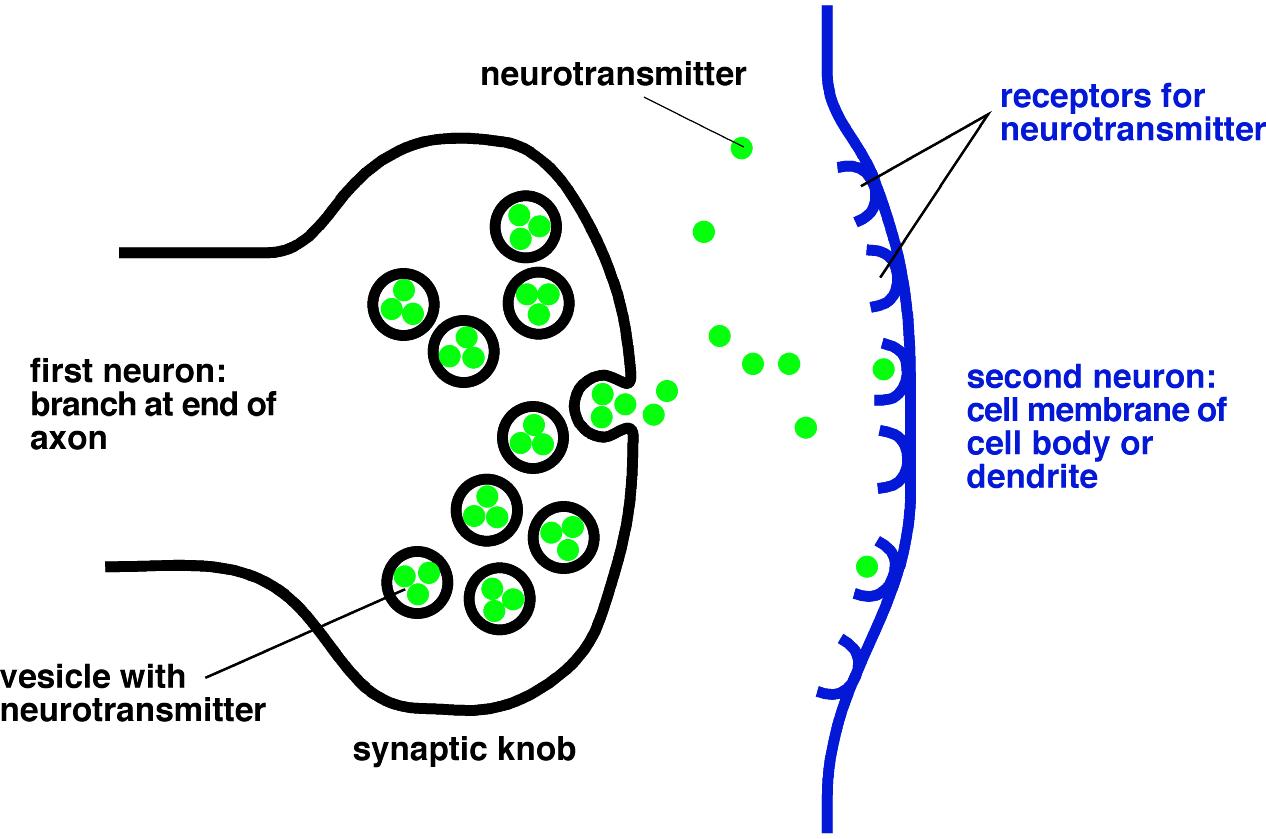 neurotransmitter
receptors for
neurotransmitter
first neuron:
branch at end of
axon
second neuron:
cell membrane of
cell body or
dendrite
vesicle with
neurotransmitter
synaptic knob